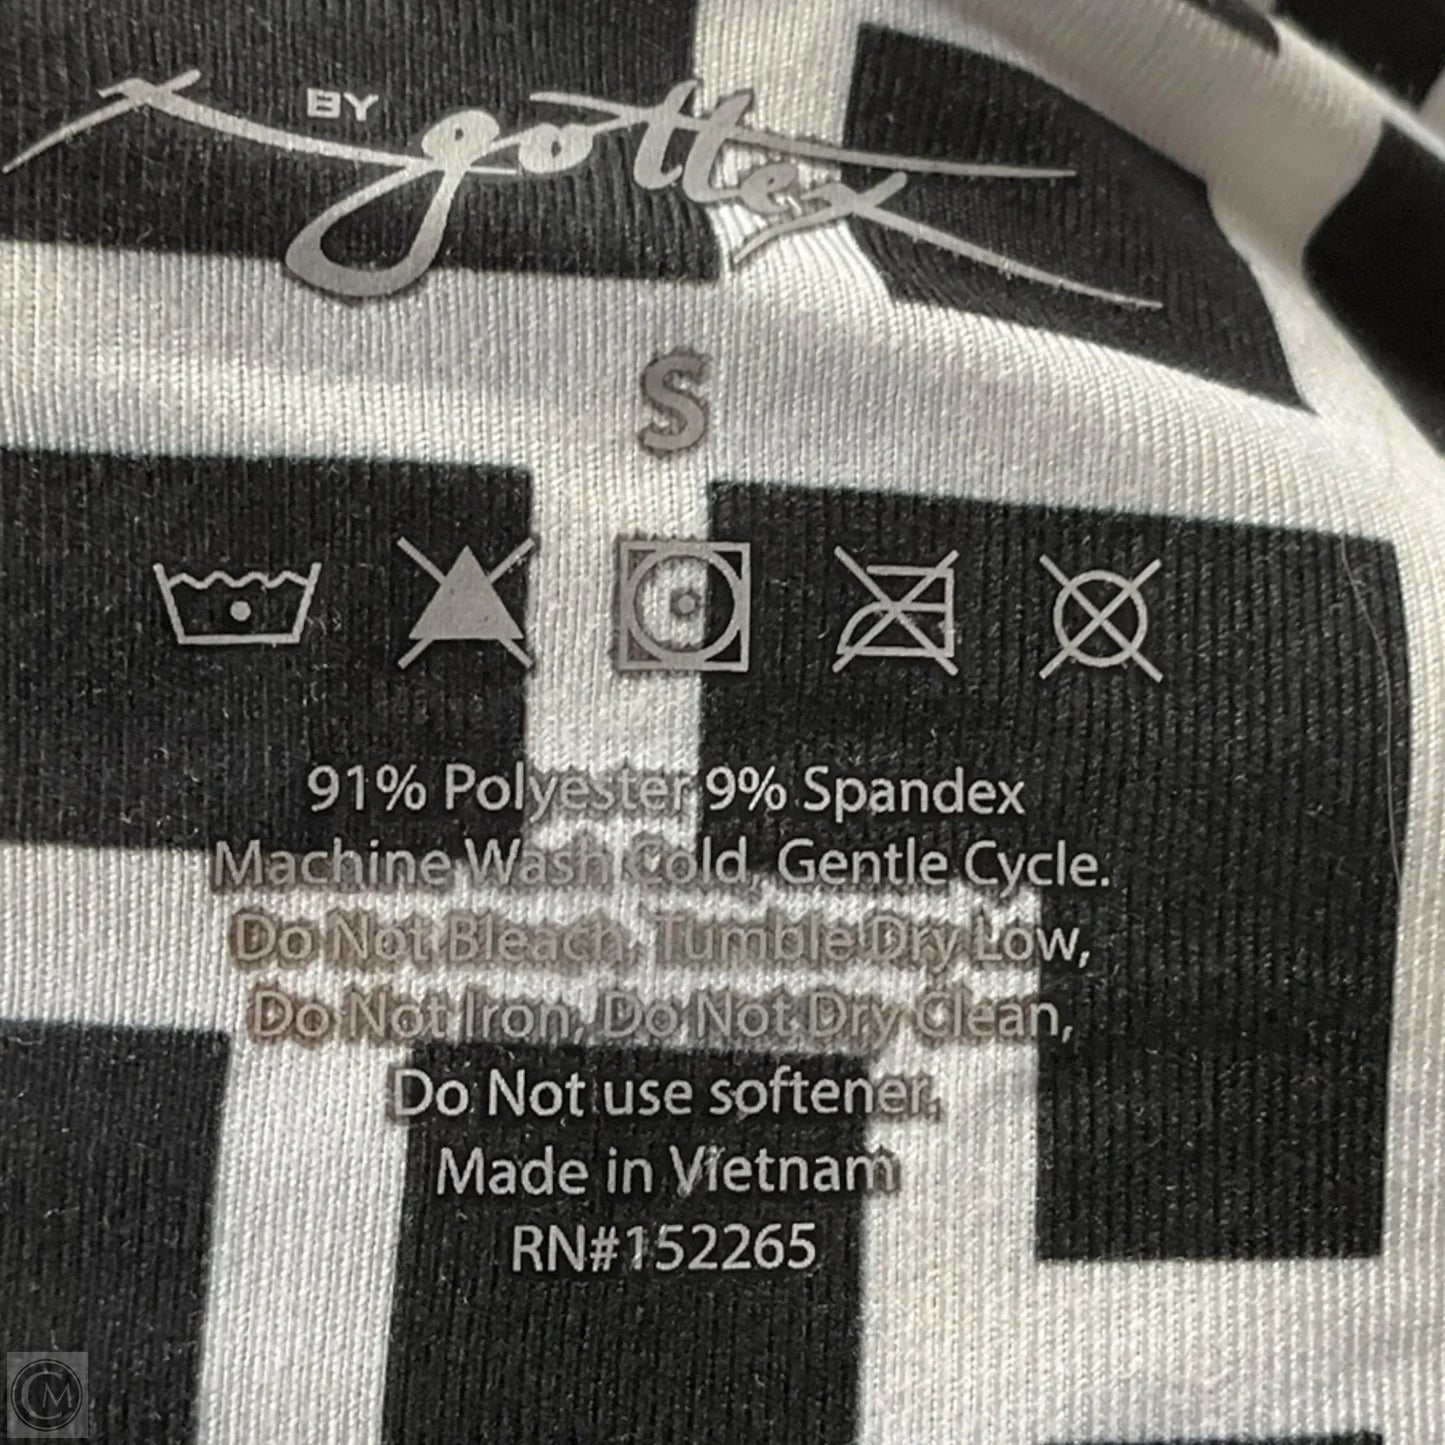 X BY gottex
S
91% Polyester 9% Spandex
Machine Wash Cold, Gentle Cycle.
Do Not Bleach, Tumble Dry Low,
Do Not Iron, Do Not Dry Clean,
Do Not use softener.
Made in Vietnam
RN#152265
CM